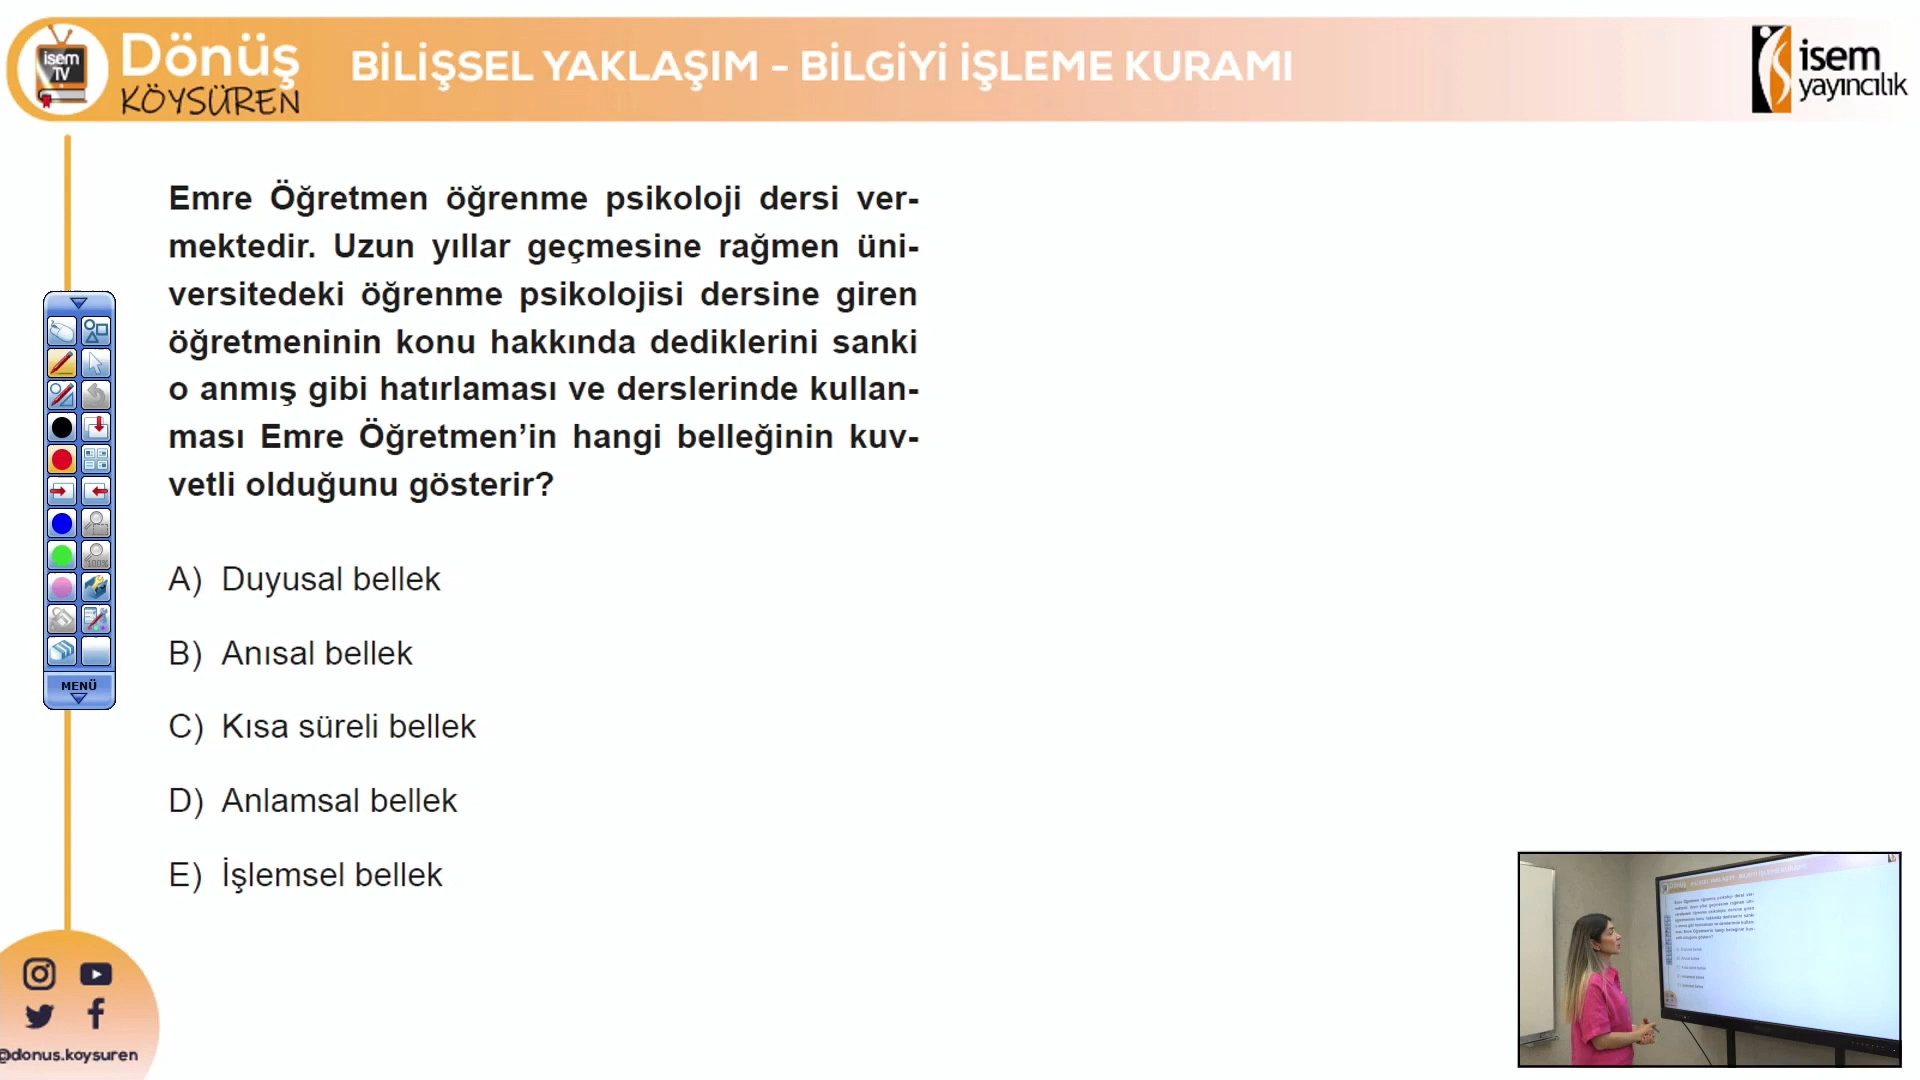 isem
TV
Dönüş
KÖYSÜREN
BİLİŞSEL YAKLAŞIM - BİLGİYİ İŞLEME KURAMI
isem
yayıncılık
Emre Öğretmen öğrenme psikoloji dersi ver-
mektedir. Uzun yıllar geçmesine rağmen üni-
versitedeki öğrenme psikolojisi dersine giren
öğretmeninin konu hakkında dediklerini sanki
o anmış gibi hatırlaması ve derslerinde kullan-
ması Emre Öğretmen’in hangi belleğinin kuv-
vetli olduğunu gösterir?
A) Duyusal bellek
B) Anısal bellek
C) Kısa süreli bellek
D) Anlamsal bellek
E) İşlemsel bellek
100%
MENÜ
@donus.koysuren